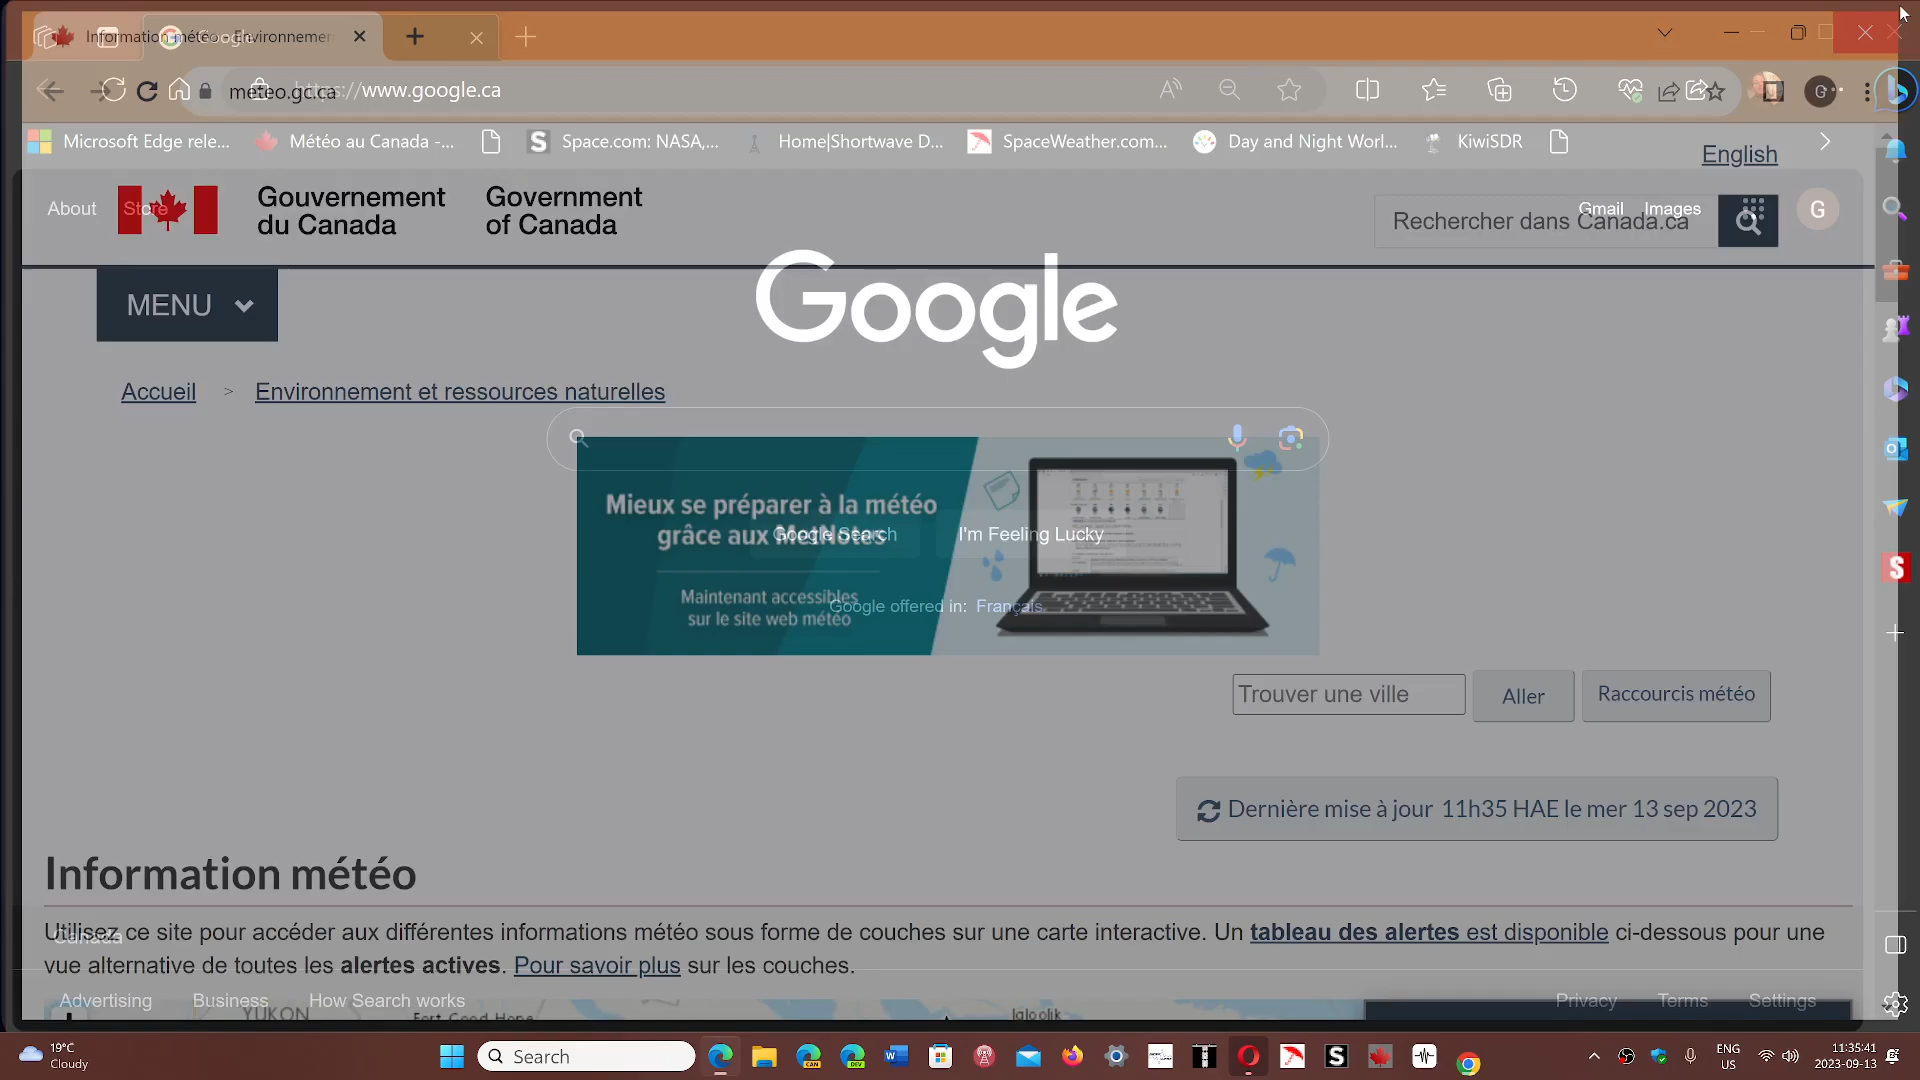 Information météo - Environnemen
Google
meteo.gc.ca
https://www.google.ca
G
Microsoft Edge rele...
Météo au Canada -...
Space.com: NASA,...
Home|Shortwave D...
SpaceWeather.com...
Day and Night Worl...
KiwiSDR
English
About
Store
Gouvernement
du Canada
Government
of Canada
Rechercher dans Canada.ca
Gmail
Images
G
MENU
Google
Accueil > Environnement et ressources naturelles
Mieux se préparer à la météo
grâce aux MetNotes
Google Search
I'm Feeling Lucky
Maintenant accessibles
sur le site web météo
Google offered in: Français
Trouver une ville
Aller
Raccourcis météo
Dernière mise à jour 11h35 HAE le mer 13 sep 2023
Information météo
Utilisez ce site pour accéder aux différentes informations météo sous forme de couches sur une carte interactive. Un tableau des alertes est disponible ci-dessous pour une
vue alternative de toutes les alertes actives. Pour savoir plus sur les couches.
Canada
Advertising
Business
How Search works
Privacy
Terms
Settings
YUKON
Fort Good Hope
Igloolik
19°C
Cloudy
Search
CAN
DEV
ENG
US
11:35:41
2023-09-13